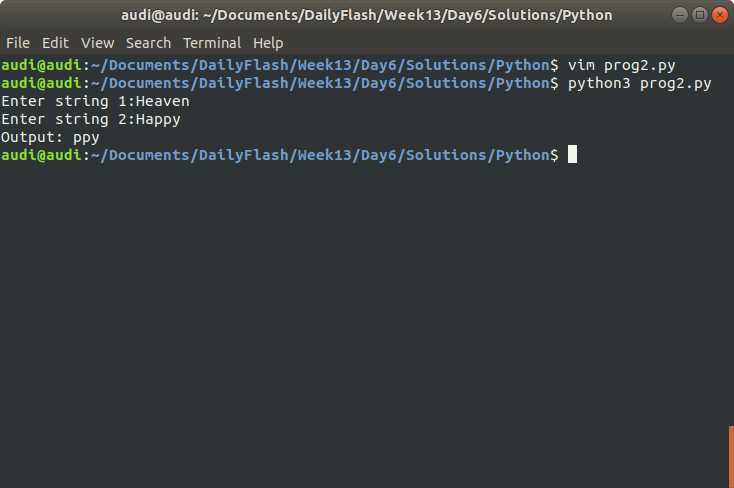 audi@audi: ~/Documents/DailyFlash/Week13/Day6/Solutions/Python
File Edit View Search Terminal Help
audi@audi:~/Documents/DailyFlash/Week13/Day6/Solutions/Python$ vim prog2.py
audi@audi:~/Documents/DailyFlash/Week13/Day6/Solutions/Python$ python3 prog2.py
Enter string 1:Heaven
Enter string 2:Happy
Output: ppy
audi@audi:~/Documents/DailyFlash/Week13/Day6/Solutions/Python$